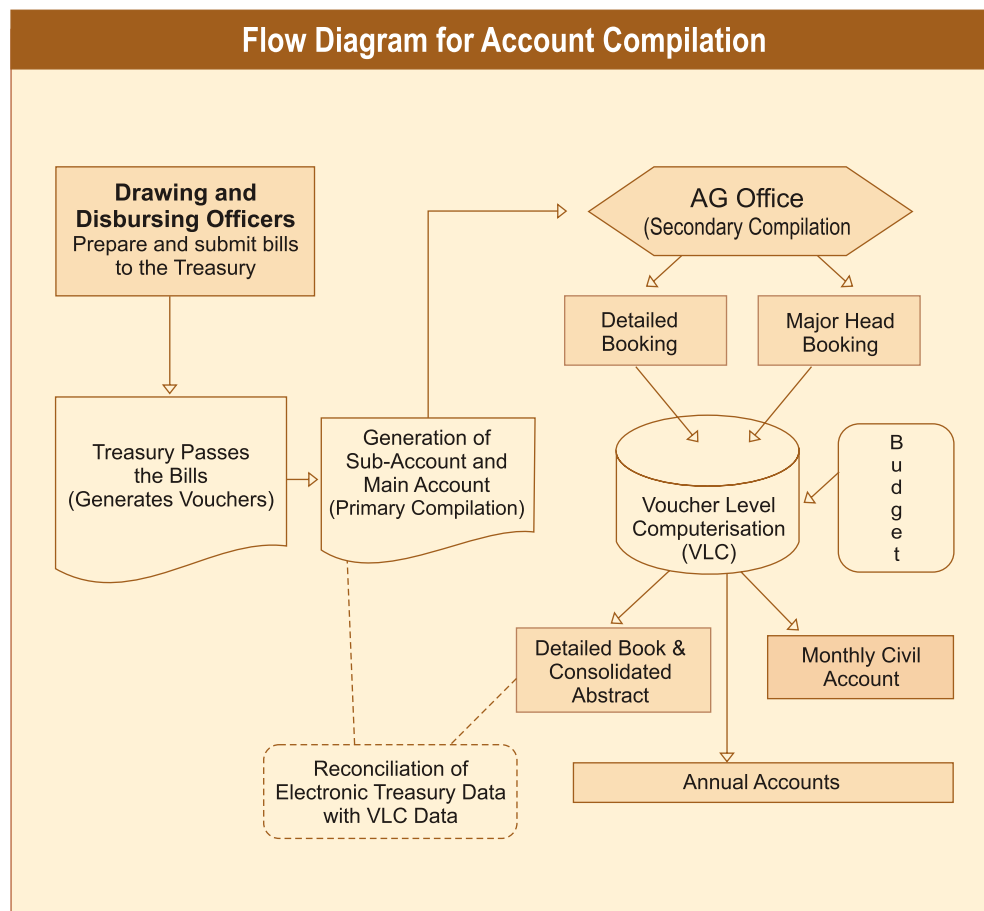 Flow Diagram for Account Compilation
Drawing and
Disbursing Officers
Prepare and submit bills
to the Treasury
Treasury Passes
the Bills
(Generates Vouchers)
Generation of
Sub-Account and
Main Account
(Primary Compilation)
AG Office
(Secondary Compilation
Detailed
Booking
Major Head
Booking
Voucher Level
Computerisation
(VLC)
B
u
d
g
e
t
Detailed Book &
Consolidated
Abstract
Monthly Civil
Account
Annual Accounts
Reconciliation of
Electronic Treasury Data
with VLC Data